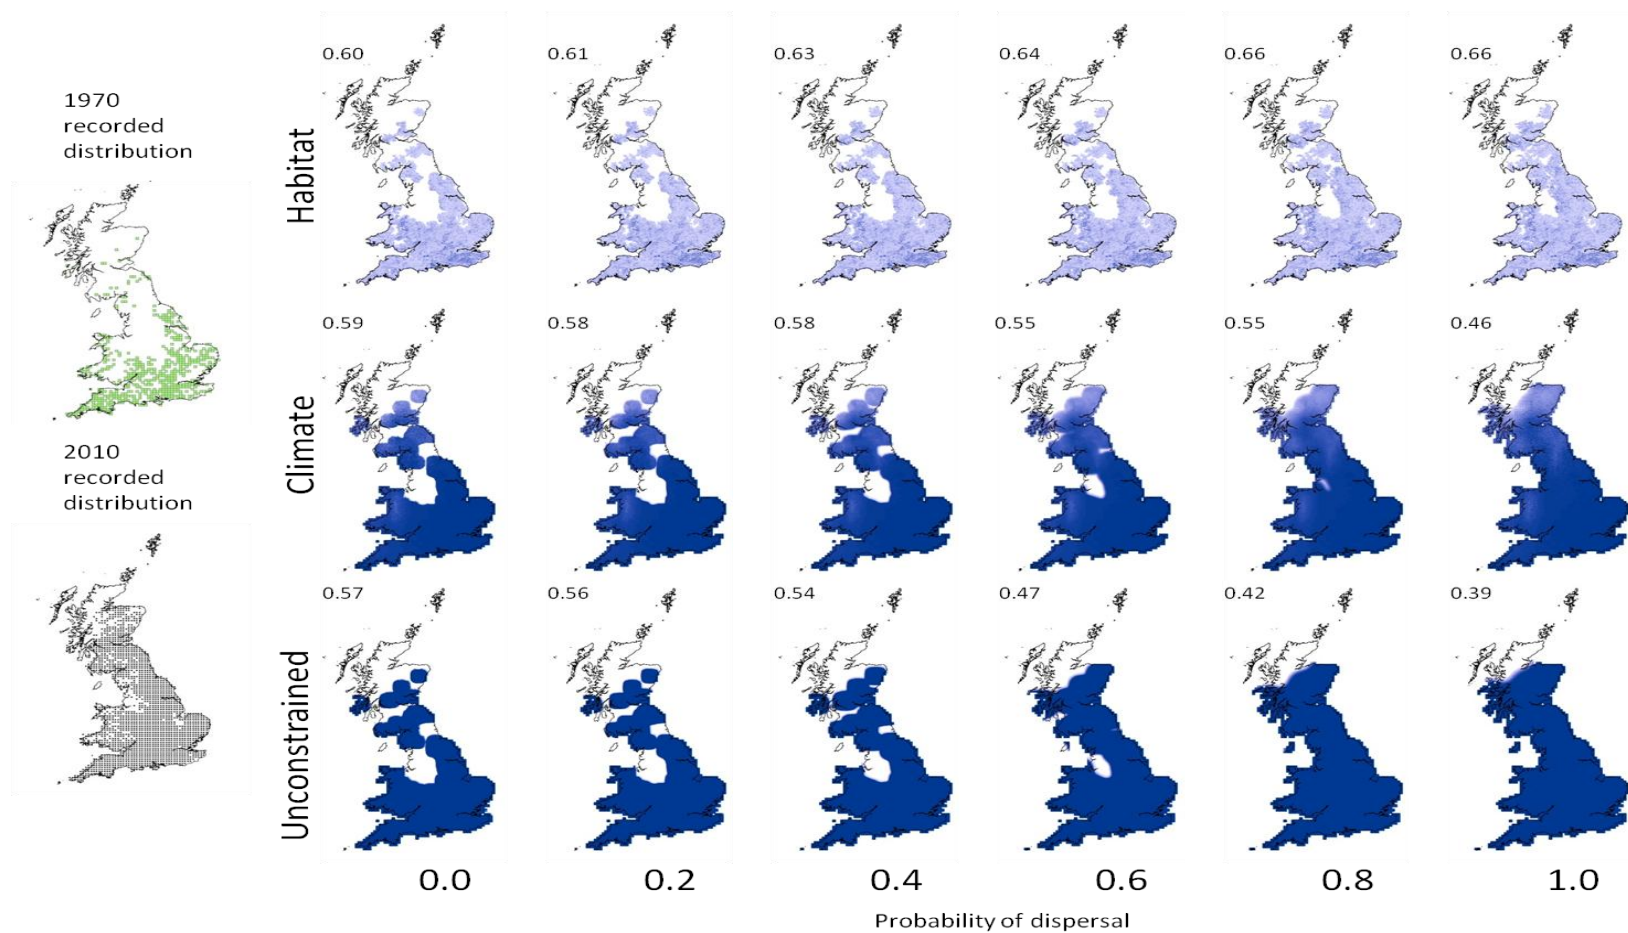 1970
recorded
distribution
2010
recorded
distribution
Habitat
0.60 0.61 0.63 0.64 0.66 0.66
Climate
0.59 0.58 0.58 0.55 0.55 0.46
Unconstrained
0.57 0.56 0.54 0.47 0.42 0.39
0.0 0.2 0.4 0.6 0.8 1.0
Probability of dispersal